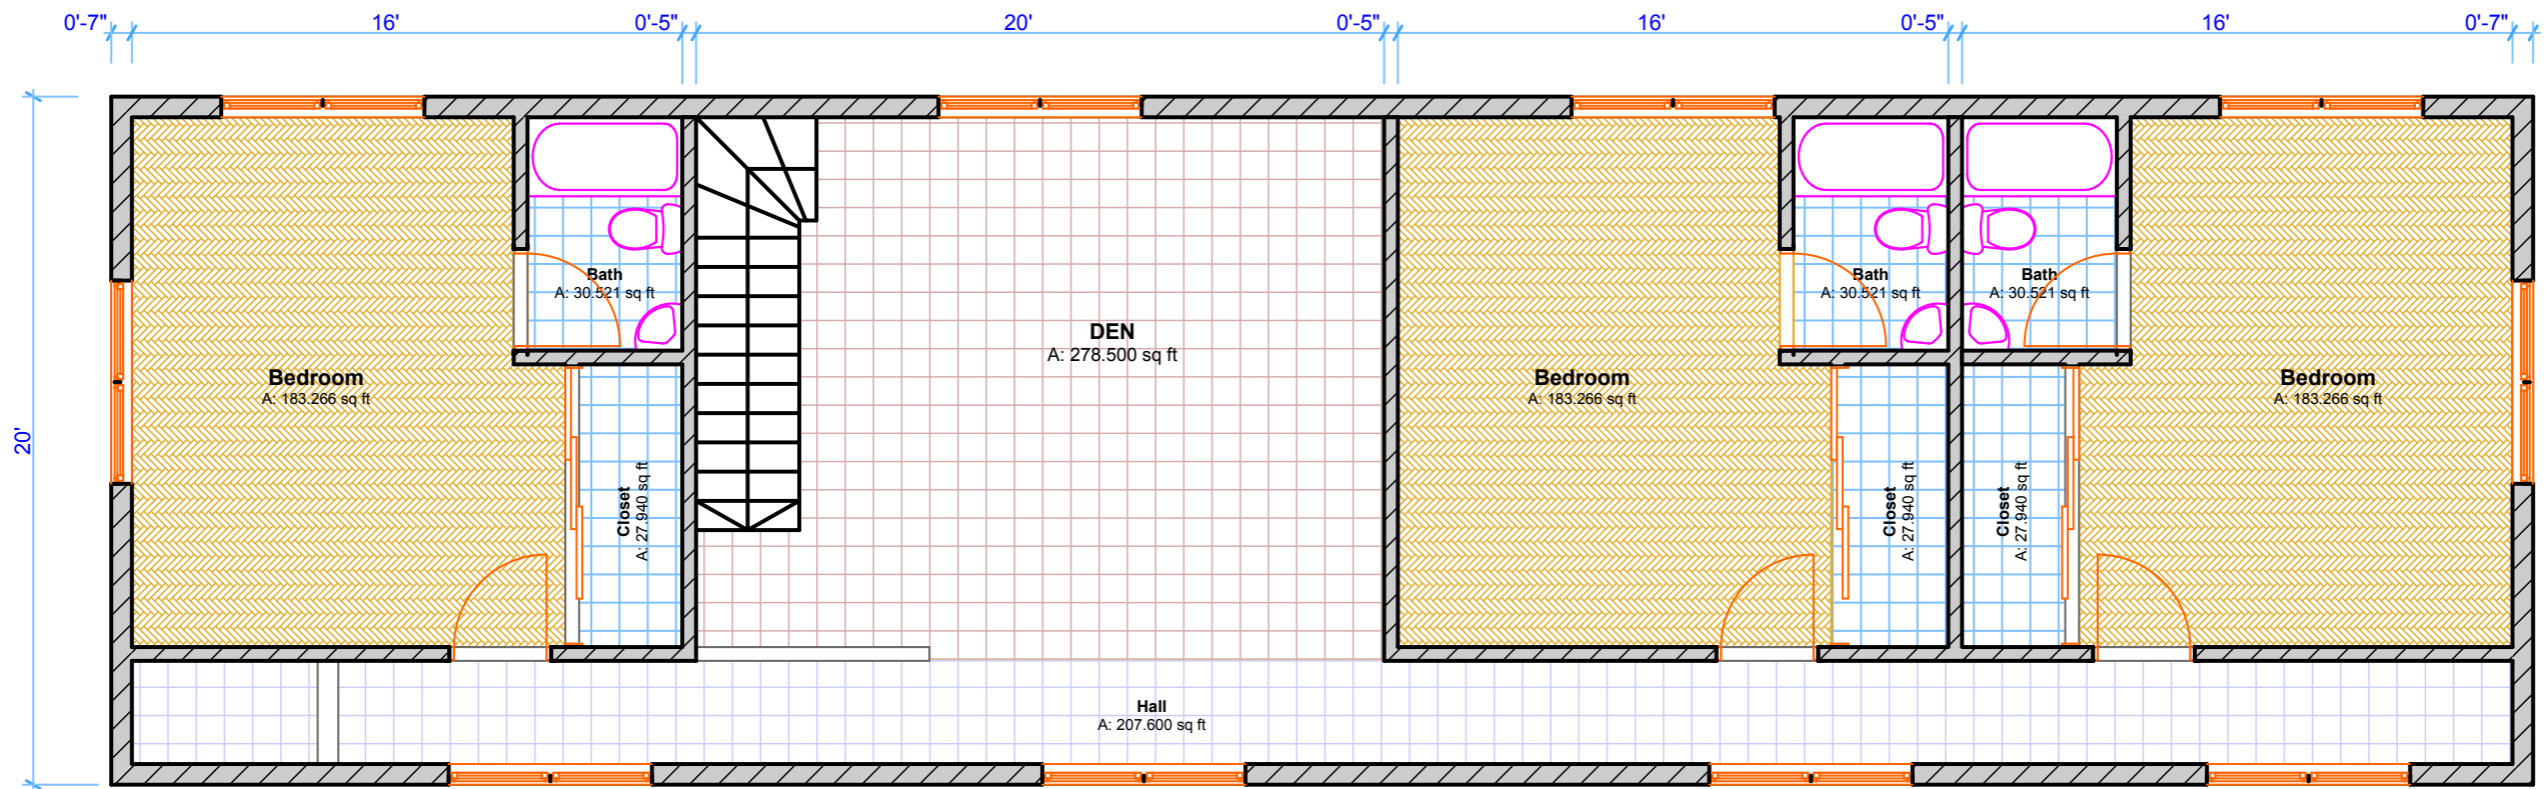 0'-7" 16' 0'-5" 20' 0'-5" 16' 0'-5" 16' 0'-7"
20'
Bath
A: 30.521 sq ft
Bedroom
A: 183.266 sq ft
Closet
A: 27.940 sq ft
DEN
A: 278.500 sq ft
Bath
A: 30.521 sq ft
Bedroom
A: 183.266 sq ft
Closet
A: 27.940 sq ft
Bath
A: 30.521 sq ft
Closet
A: 27.940 sq ft
Bedroom
A: 183.266 sq ft
Hall
A: 207.600 sq ft